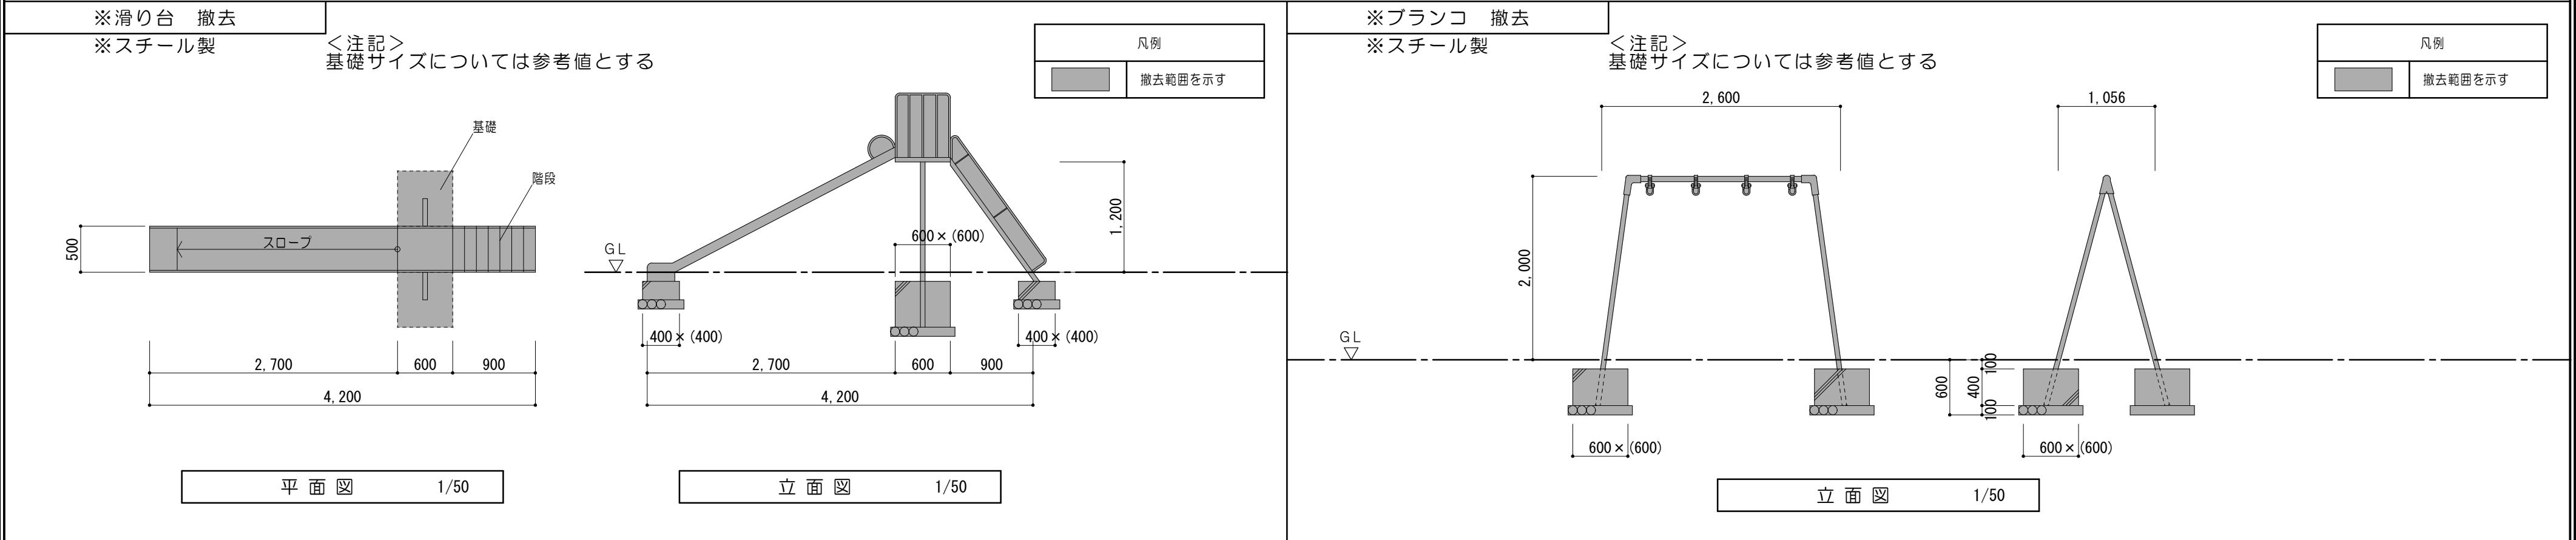 ※滑り台　撤去
※スチール製
＜注記＞
基礎サイズについては参考値とする
凡例
撤去範囲を示す
基礎
階段
スロープ
500
2,700
600
900
4,200
平 面 図　1/50
GL
600×(600)
1,200
400×(400)
400×(400)
2,700
600
900
4,200
立 面 図　1/50
※ブランコ　撤去
※スチール製
＜注記＞
基礎サイズについては参考値とする
凡例
撤去範囲を示す
2,600
1,056
2,000
GL
600
100
400
100
600×(600)
600×(600)
立 面 図　1/50